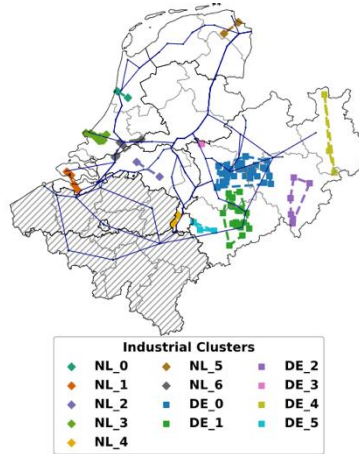 Industrial Clusters
NL_0 NL_5 DE_2
NL_1 NL_6 DE_3
NL_2 DE_0 DE_4
NL_3 DE_1 DE_5
NL_4